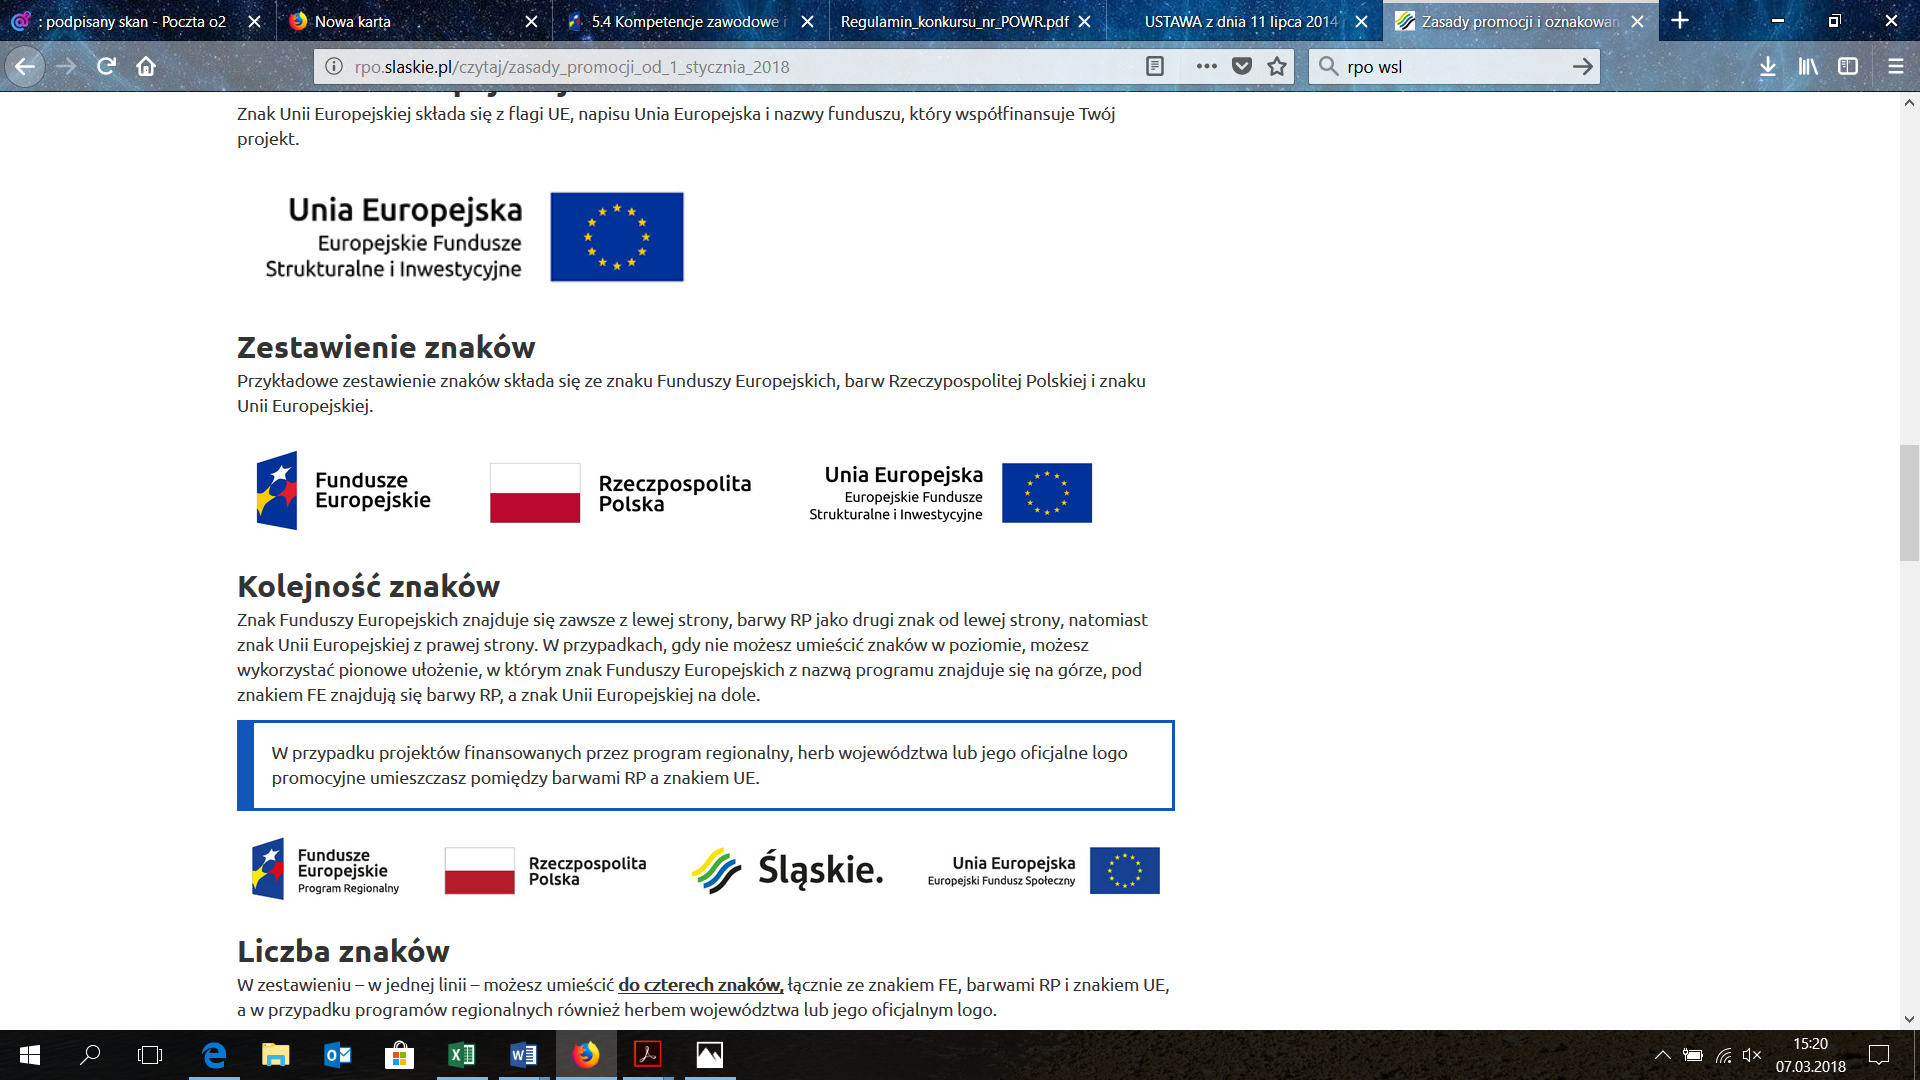 : podpisany skan - Poczta o2
Nowa karta
5.4 Kompetencje zawodowe i
Regulamin_konkursu_nr_POWR.pdf
USTAWA z dnia 11 lipca 2014
Zasady promocji i oznakowan
rpo.slaskie.pl/czytaj/zasady_promocji_od_1_stycznia_2018
rpo wsl
Znak Unii Europejskiej składa się z flagi UE, napisu Unia Europejska i nazwy funduszu, który współfinansuje Twój
projekt.
Unia Europejska
Europejskie Fundusze
Strukturalne i Inwestycyjne
Zestawienie znaków
Przykładowe zestawienie znaków składa się ze znaku Funduszy Europejskich, barw Rzeczypospolitej Polskiej i znaku
Unii Europejskiej.
Fundusze
Europejskie
Rzeczpospolita
Polska
Unia Europejska
Europejskie Fundusze
Strukturalne i Inwestycyjne
Kolejność znaków
Znak Funduszy Europejskich znajduje się zawsze z lewej strony, barwy RP jako drugi znak od lewej strony, natomiast
znak Unii Europejskiej z prawej strony. W przypadkach, gdy nie możesz umieścić znaków w poziomie, możesz
wykorzystać pionowe ułożenie, w którym znak Funduszy Europejskich z nazwą programu znajduje się na górze, pod
znakiem FE znajdują się barwy RP, a znak Unii Europejskiej na dole.
W przypadku projektów finansowanych przez program regionalny, herb województwa lub jego oficjalne logo
promocyjne umieszczasz pomiędzy barwami RP a znakiem UE.
Fundusze
Europejskie
Program Regionalny
Rzeczpospolita
Polska
Śląskie.
Unia Europejska
Europejski Fundusz Społeczny
Liczba znaków
W zestawieniu – w jednej linii – możesz umieścić do czterech znaków, łącznie ze znakiem FE, barwami RP i znakiem UE,
a w przypadku programów regionalnych również herbem województwa lub jego oficjalnym logo.
15:20
07.03.2018